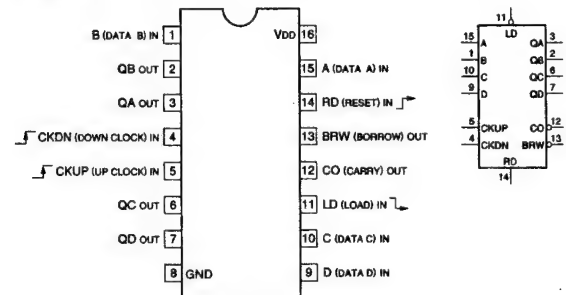 B (DATA B) IN 1
QB OUT 2
QA OUT 3
CKDN (DOWN CLOCK) IN 4
CKUP (UP CLOCK) IN 5
QC OUT 6
QD OUT 7
8 GND
VDD 16
15 A (DATA A) IN
14 RD (RESET) IN
13 BRW (BORROW) OUT
12 CO (CARRY) OUT
11 LD (LOAD) IN
10 C (DATA C) IN
9 D (DATA D) IN
11
LD
15 A QA 3
1 B QB 2
10 C QC 6
9 D QD 7
5 CKUP CO 12
4 CKDN BRW 13
RD
14